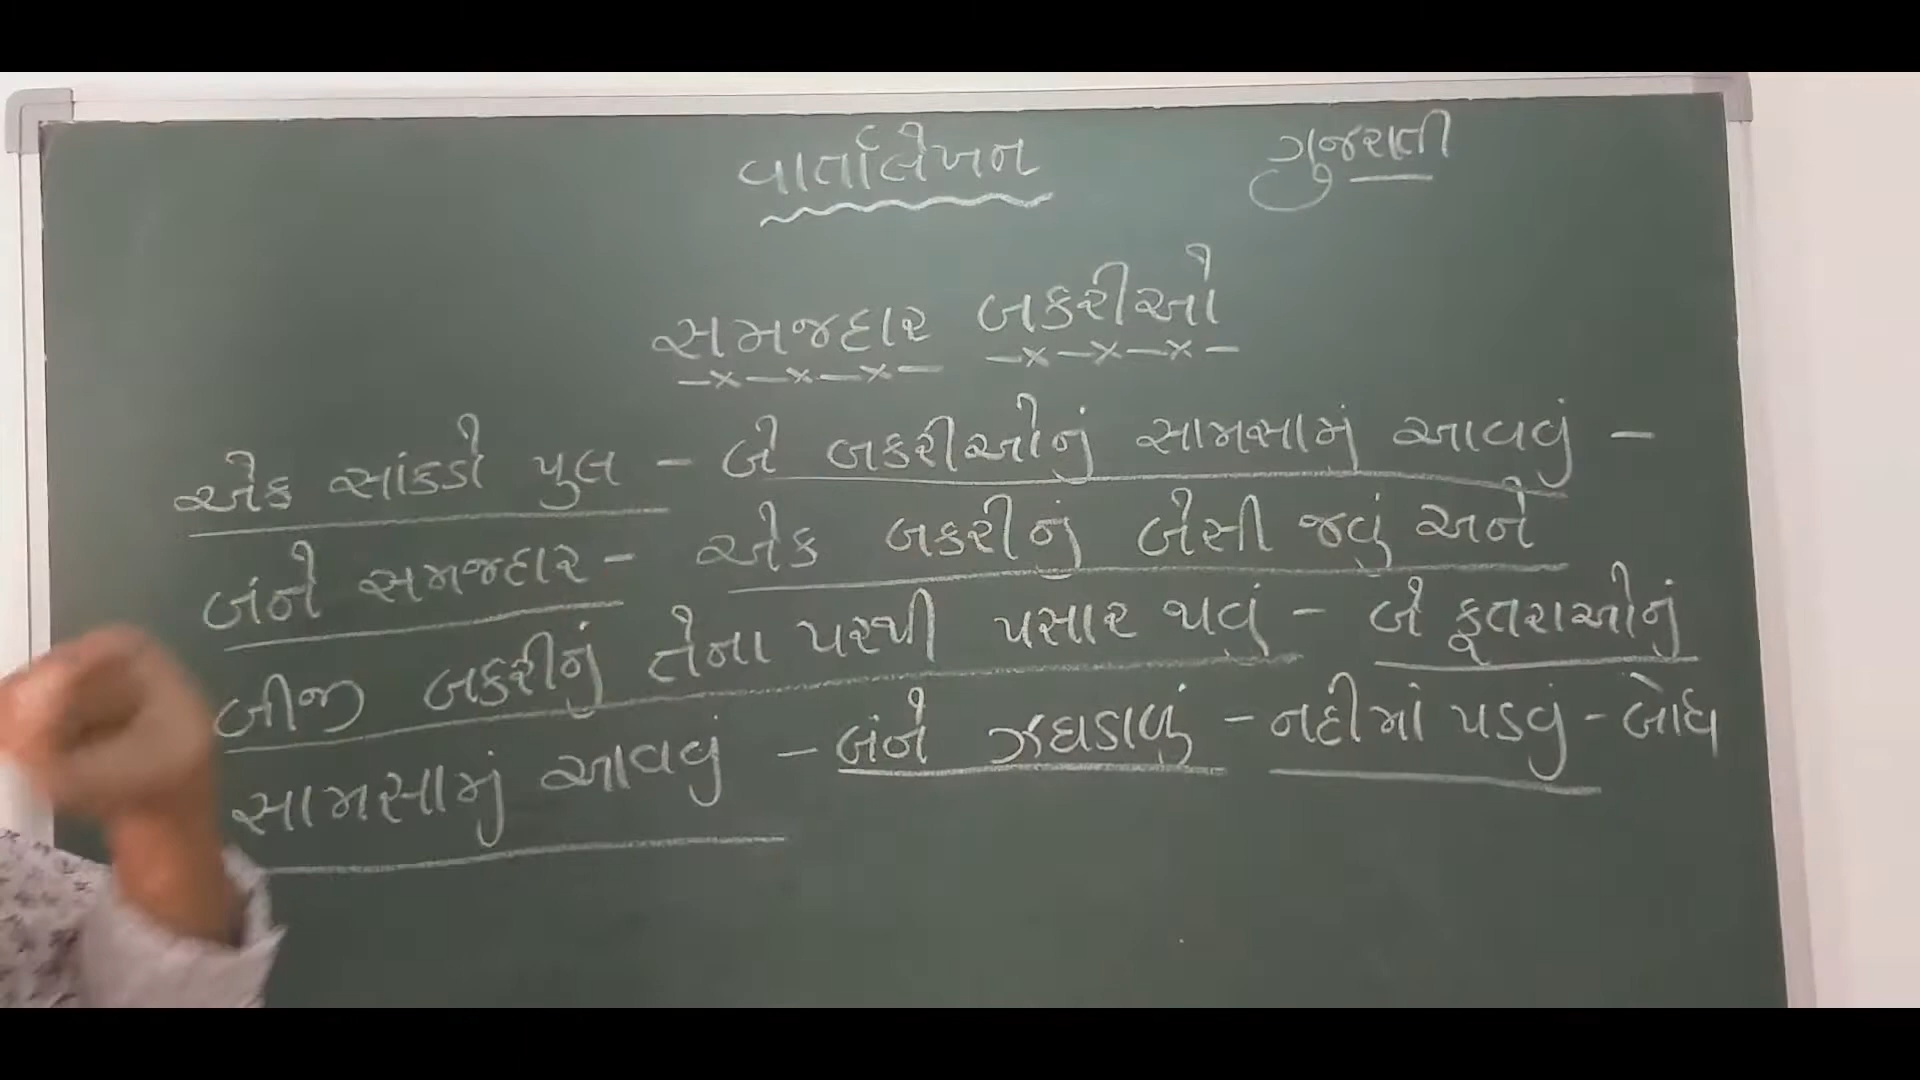 વાર્તાલેખન ગુજરાતી
સમજદાર બકરીઓ
એક સાંકડો પુલ - બે બકરીઓનું સામસામું આવવું -
બંને સમજદાર - એક બકરીનું બેસી જવું અને
બીજી બકરીનું તેના પરથી પસાર થવું - બે કૂતરાઓનું
સામસામું આવવું - બંને ઝઘડાળું - નદીમાં પડવું - બોધ